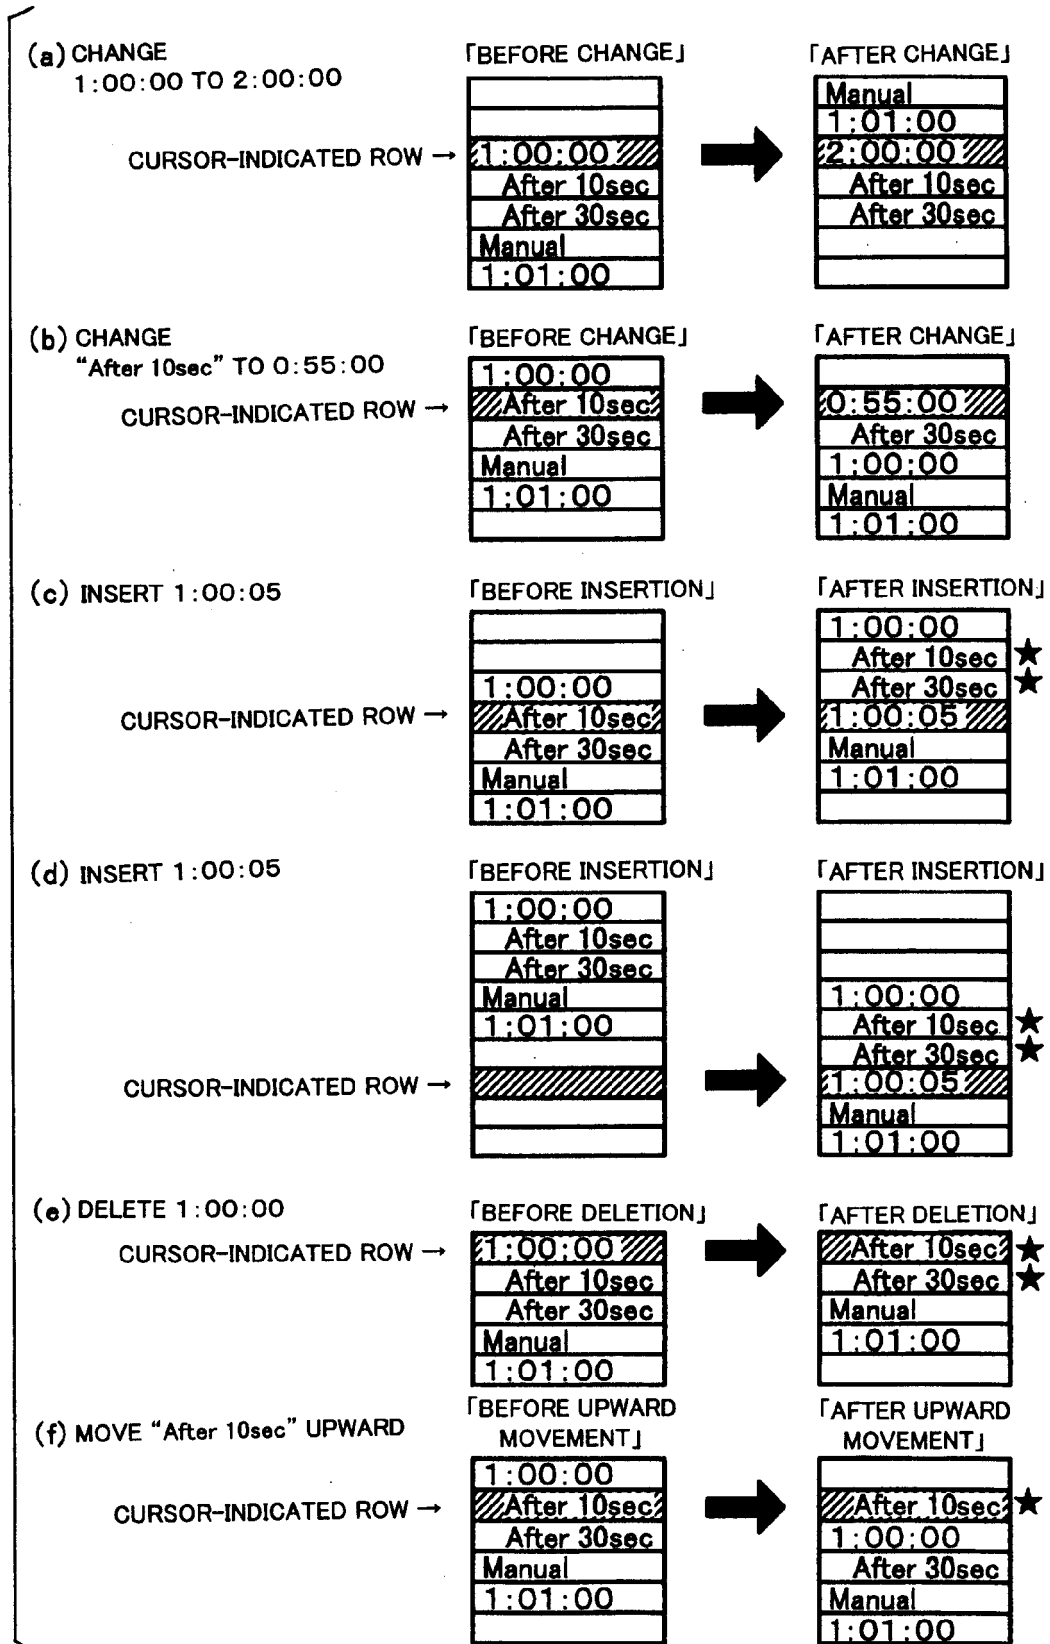 (a) CHANGE
1:00:00 TO 2:00:00
CURSOR-INDICATED ROW →
「BEFORE CHANGE」
1:00:00
After 10sec
After 30sec
Manual
1:01:00
「AFTER CHANGE」
Manual
1:01:00
2:00:00
After 10sec
After 30sec
(b) CHANGE
"After 10sec" TO 0:55:00
CURSOR-INDICATED ROW →
「BEFORE CHANGE」
1:00:00
After 10sec
After 30sec
Manual
1:01:00
「AFTER CHANGE」
0:55:00
After 30sec
1:00:00
Manual
1:01:00
(c) INSERT 1:00:05
CURSOR-INDICATED ROW →
「BEFORE INSERTION」
1:00:00
After 10sec
After 30sec
Manual
1:01:00
「AFTER INSERTION」
1:00:00
After 10sec ★
After 30sec ★
1:00:05
Manual
1:01:00
(d) INSERT 1:00:05
CURSOR-INDICATED ROW →
「BEFORE INSERTION」
1:00:00
After 10sec
After 30sec
Manual
1:01:00
「AFTER INSERTION」
1:00:00
After 10sec ★
After 30sec ★
1:00:05
Manual
1:01:00
(e) DELETE 1:00:00
CURSOR-INDICATED ROW →
「BEFORE DELETION」
1:00:00
After 10sec
After 30sec
Manual
1:01:00
「AFTER DELETION」
After 10sec ★
After 30sec ★
Manual
1:01:00
(f) MOVE "After 10sec" UPWARD
CURSOR-INDICATED ROW →
「BEFORE UPWARD
MOVEMENT」
1:00:00
After 10sec
After 30sec
Manual
1:01:00
「AFTER UPWARD
MOVEMENT」
After 10sec ★
1:00:00
After 30sec
Manual
1:01:00